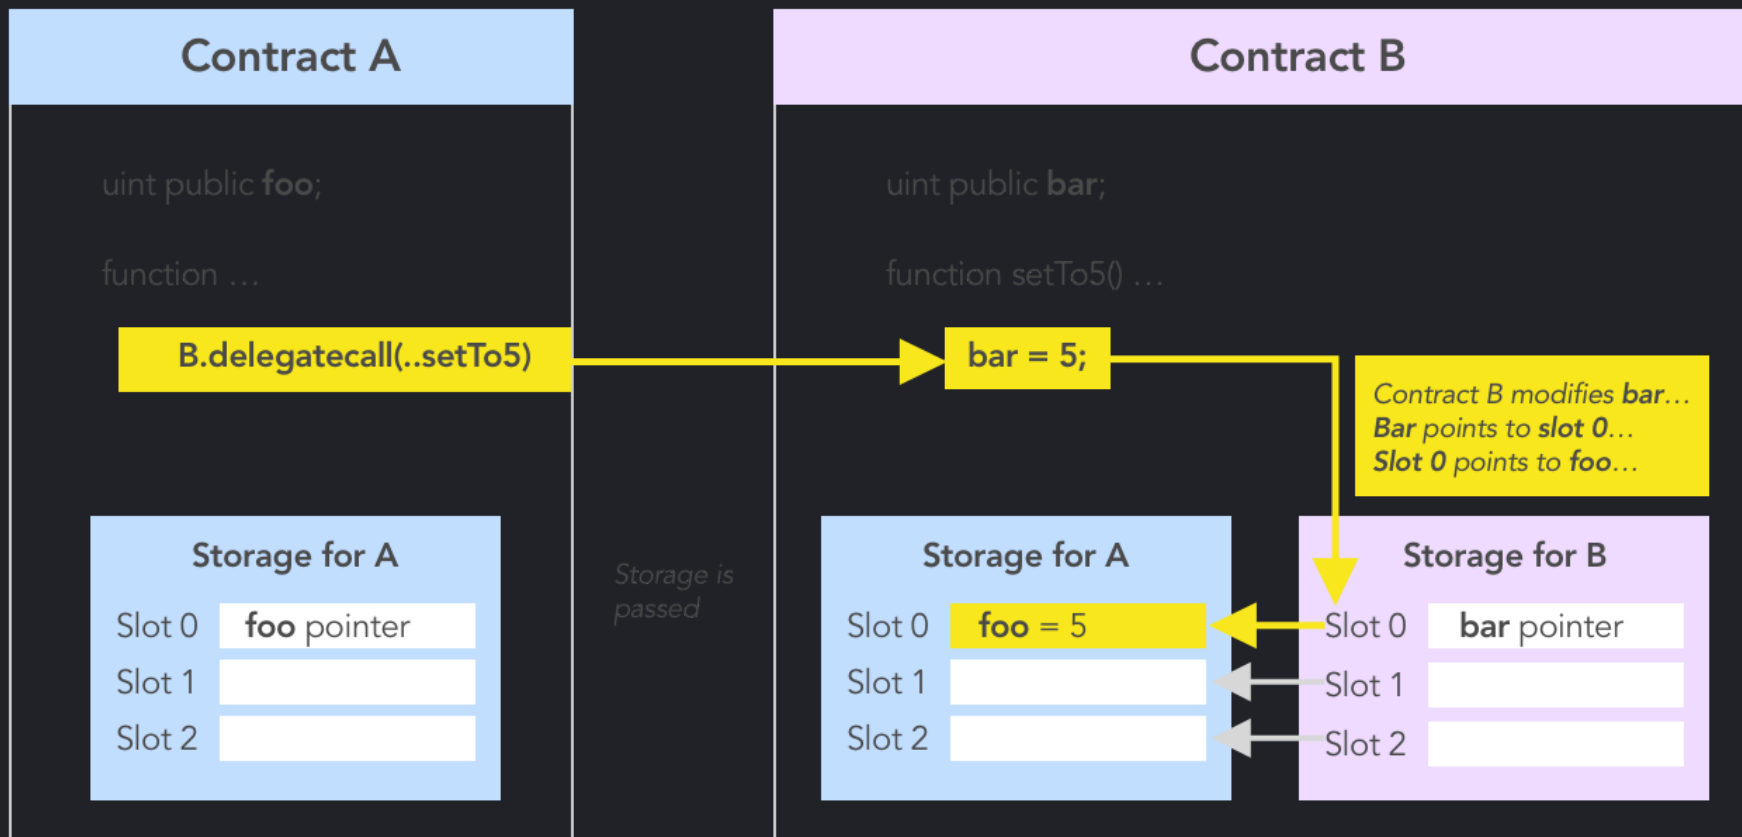 Contract A
uint public foo;
function …
B.delegatecall(..setTo5)
Storage for A
Slot 0 foo pointer
Slot 1
Slot 2
Storage is
passed
Contract B
uint public bar;
function setTo5() …
bar = 5;
Contract B modifies bar…
Bar points to slot 0…
Slot 0 points to foo…
Storage for A
Slot 0 foo = 5
Slot 1
Slot 2
Storage for B
Slot 0 bar pointer
Slot 1
Slot 2